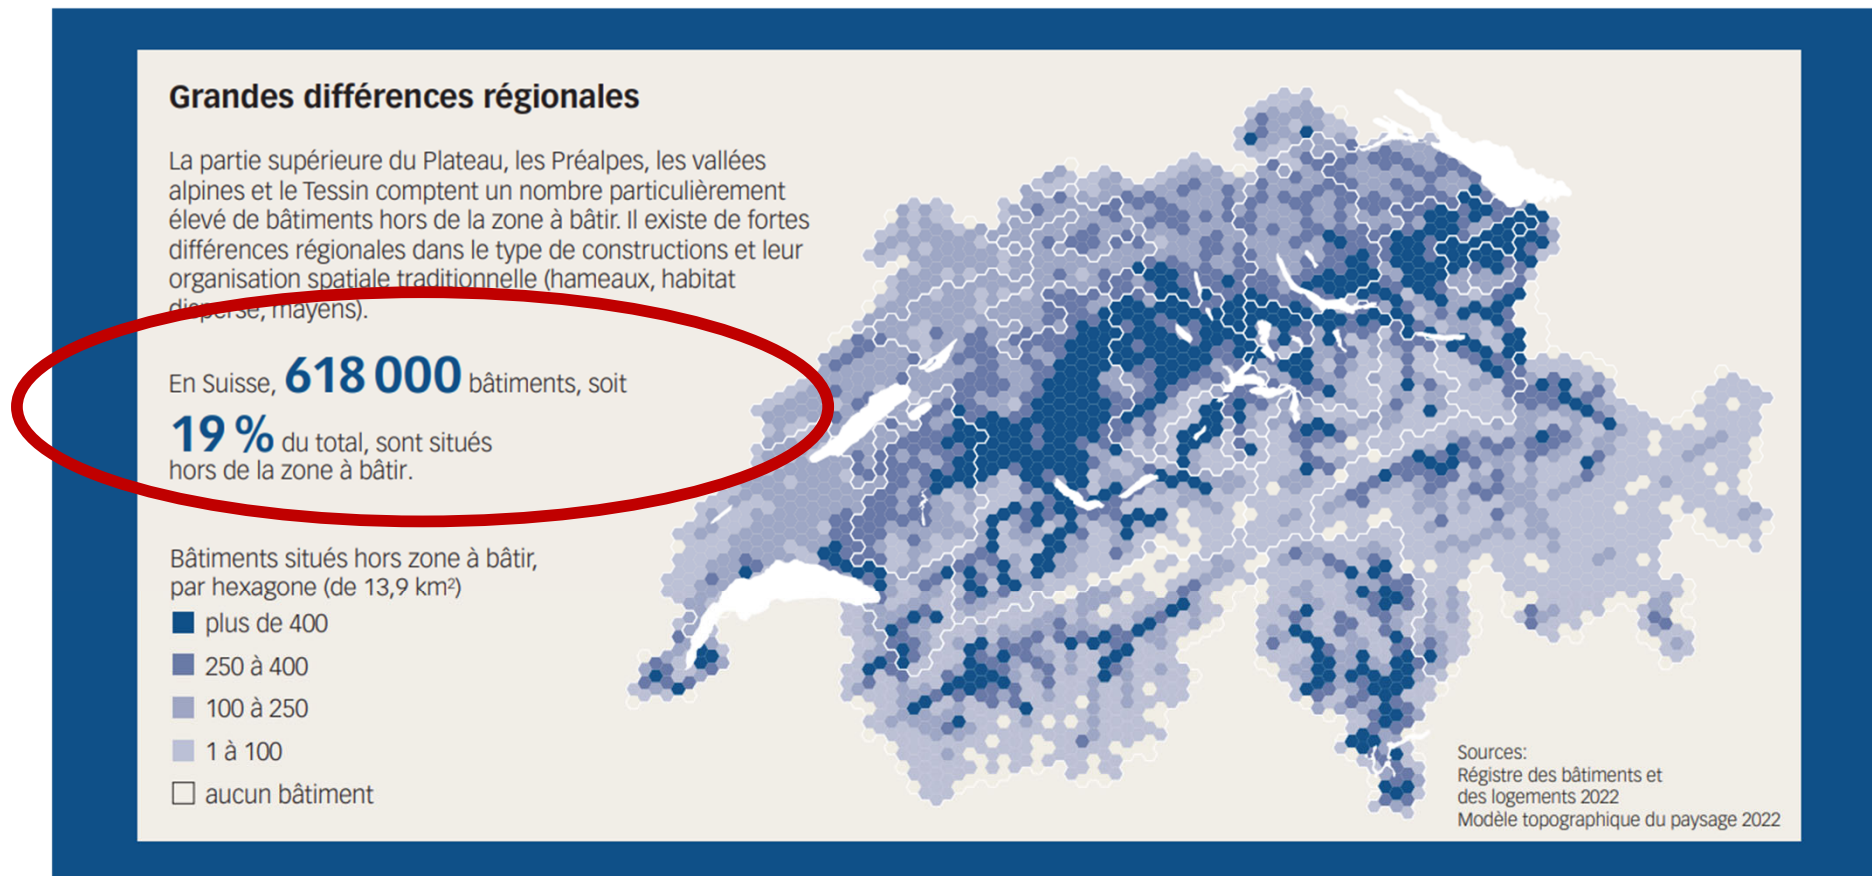 Grandes différences régionales
La partie supérieure du Plateau, les Préalpes, les vallées
alpines et le Tessin comptent un nombre particulièrement
élevé de bâtiments hors de la zone à bâtir. Il existe de fortes
différences régionales dans le type de constructions et leur
organisation spatiale traditionnelle (hameaux, habitat
dispersé, mayens).
En Suisse, 618 000 bâtiments, soit
19 % du total, sont situés
hors de la zone à bâtir.
Bâtiments situés hors zone à bâtir,
par hexagone (de 13,9 km²)
plus de 400
250 à 400
100 à 250
1 à 100
aucun bâtiment
Sources:
Régistre des bâtiments et
des logements 2022
Modèle topographique du paysage 2022